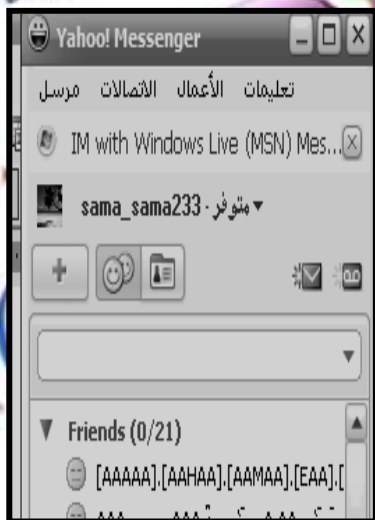 Yahoo! Messenger
مرسل الاتصالات الأعمال تعليمات
IM with Windows Live (MSN) Mes...
sama_sama233 - متوفر
Friends (0/21)
[AAAAA].[AAHAA].[AAMAA].[EAA].[